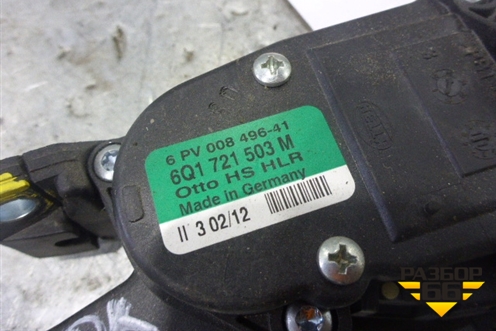 6 PV 008 496-41
6Q1 721 503 M
Otto HS HLR
Made in Germany
II 3 02/12
РАЗБОР
66